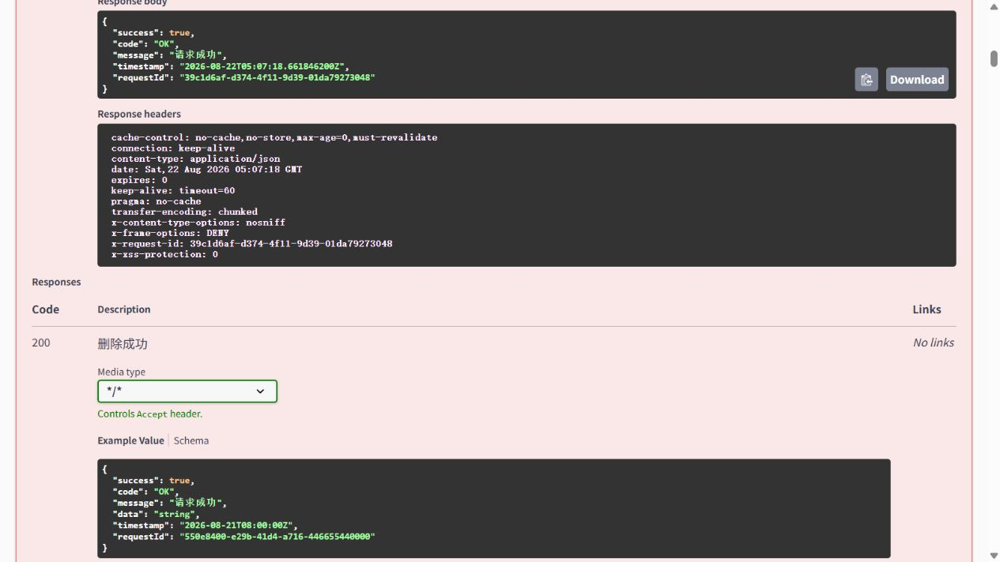 Response body
{
  "success": true,
  "code": "OK",
  "message": "请求成功",
  "timestamp": "2026-08-22T05:07:18.661846200Z",
  "requestId": "39c1d6af-d374-4f11-9d39-01da79273048"
}
Download
Response headers
cache-control: no-cache,no-store,max-age=0,must-revalidate
connection: keep-alive
content-type: application/json
date: Sat,22 Aug 2026 05:07:18 GMT
expires: 0
keep-alive: timeout=60
pragma: no-cache
transfer-encoding: chunked
x-content-type-options: nosniff
x-frame-options: DENY
x-request-id: 39c1d6af-d374-4f11-9d39-01da79273048
x-xss-protection: 0
Responses
Code Description Links
200 删除成功 No links
Media type
*/*
Controls Accept header.
Example Value Schema
{
  "success": true,
  "code": "OK",
  "message": "请求成功",
  "data": "string",
  "timestamp": "2026-08-21T08:00:00Z",
  "requestId": "550e8400-e29b-41d4-a716-446655440000"
}